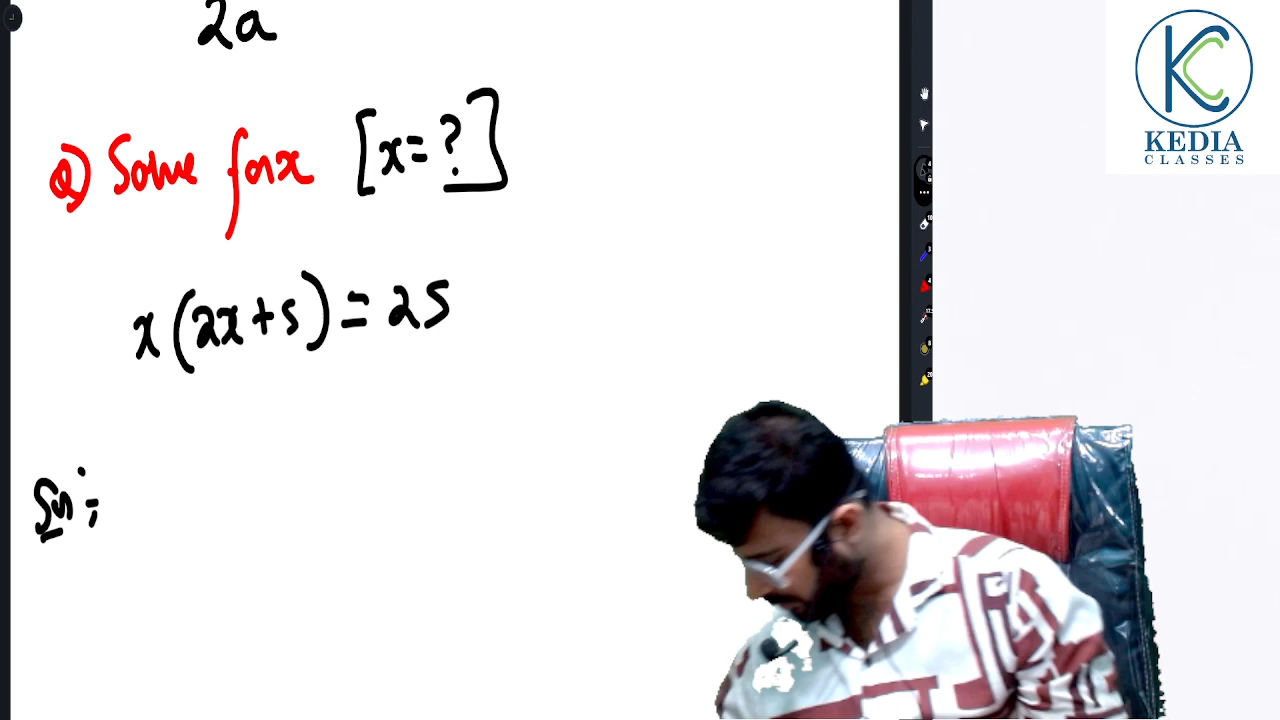 2a
Q) Solve for x [x=?]
x(2x+5)=25
Sol:
KEDIA
CLASSES